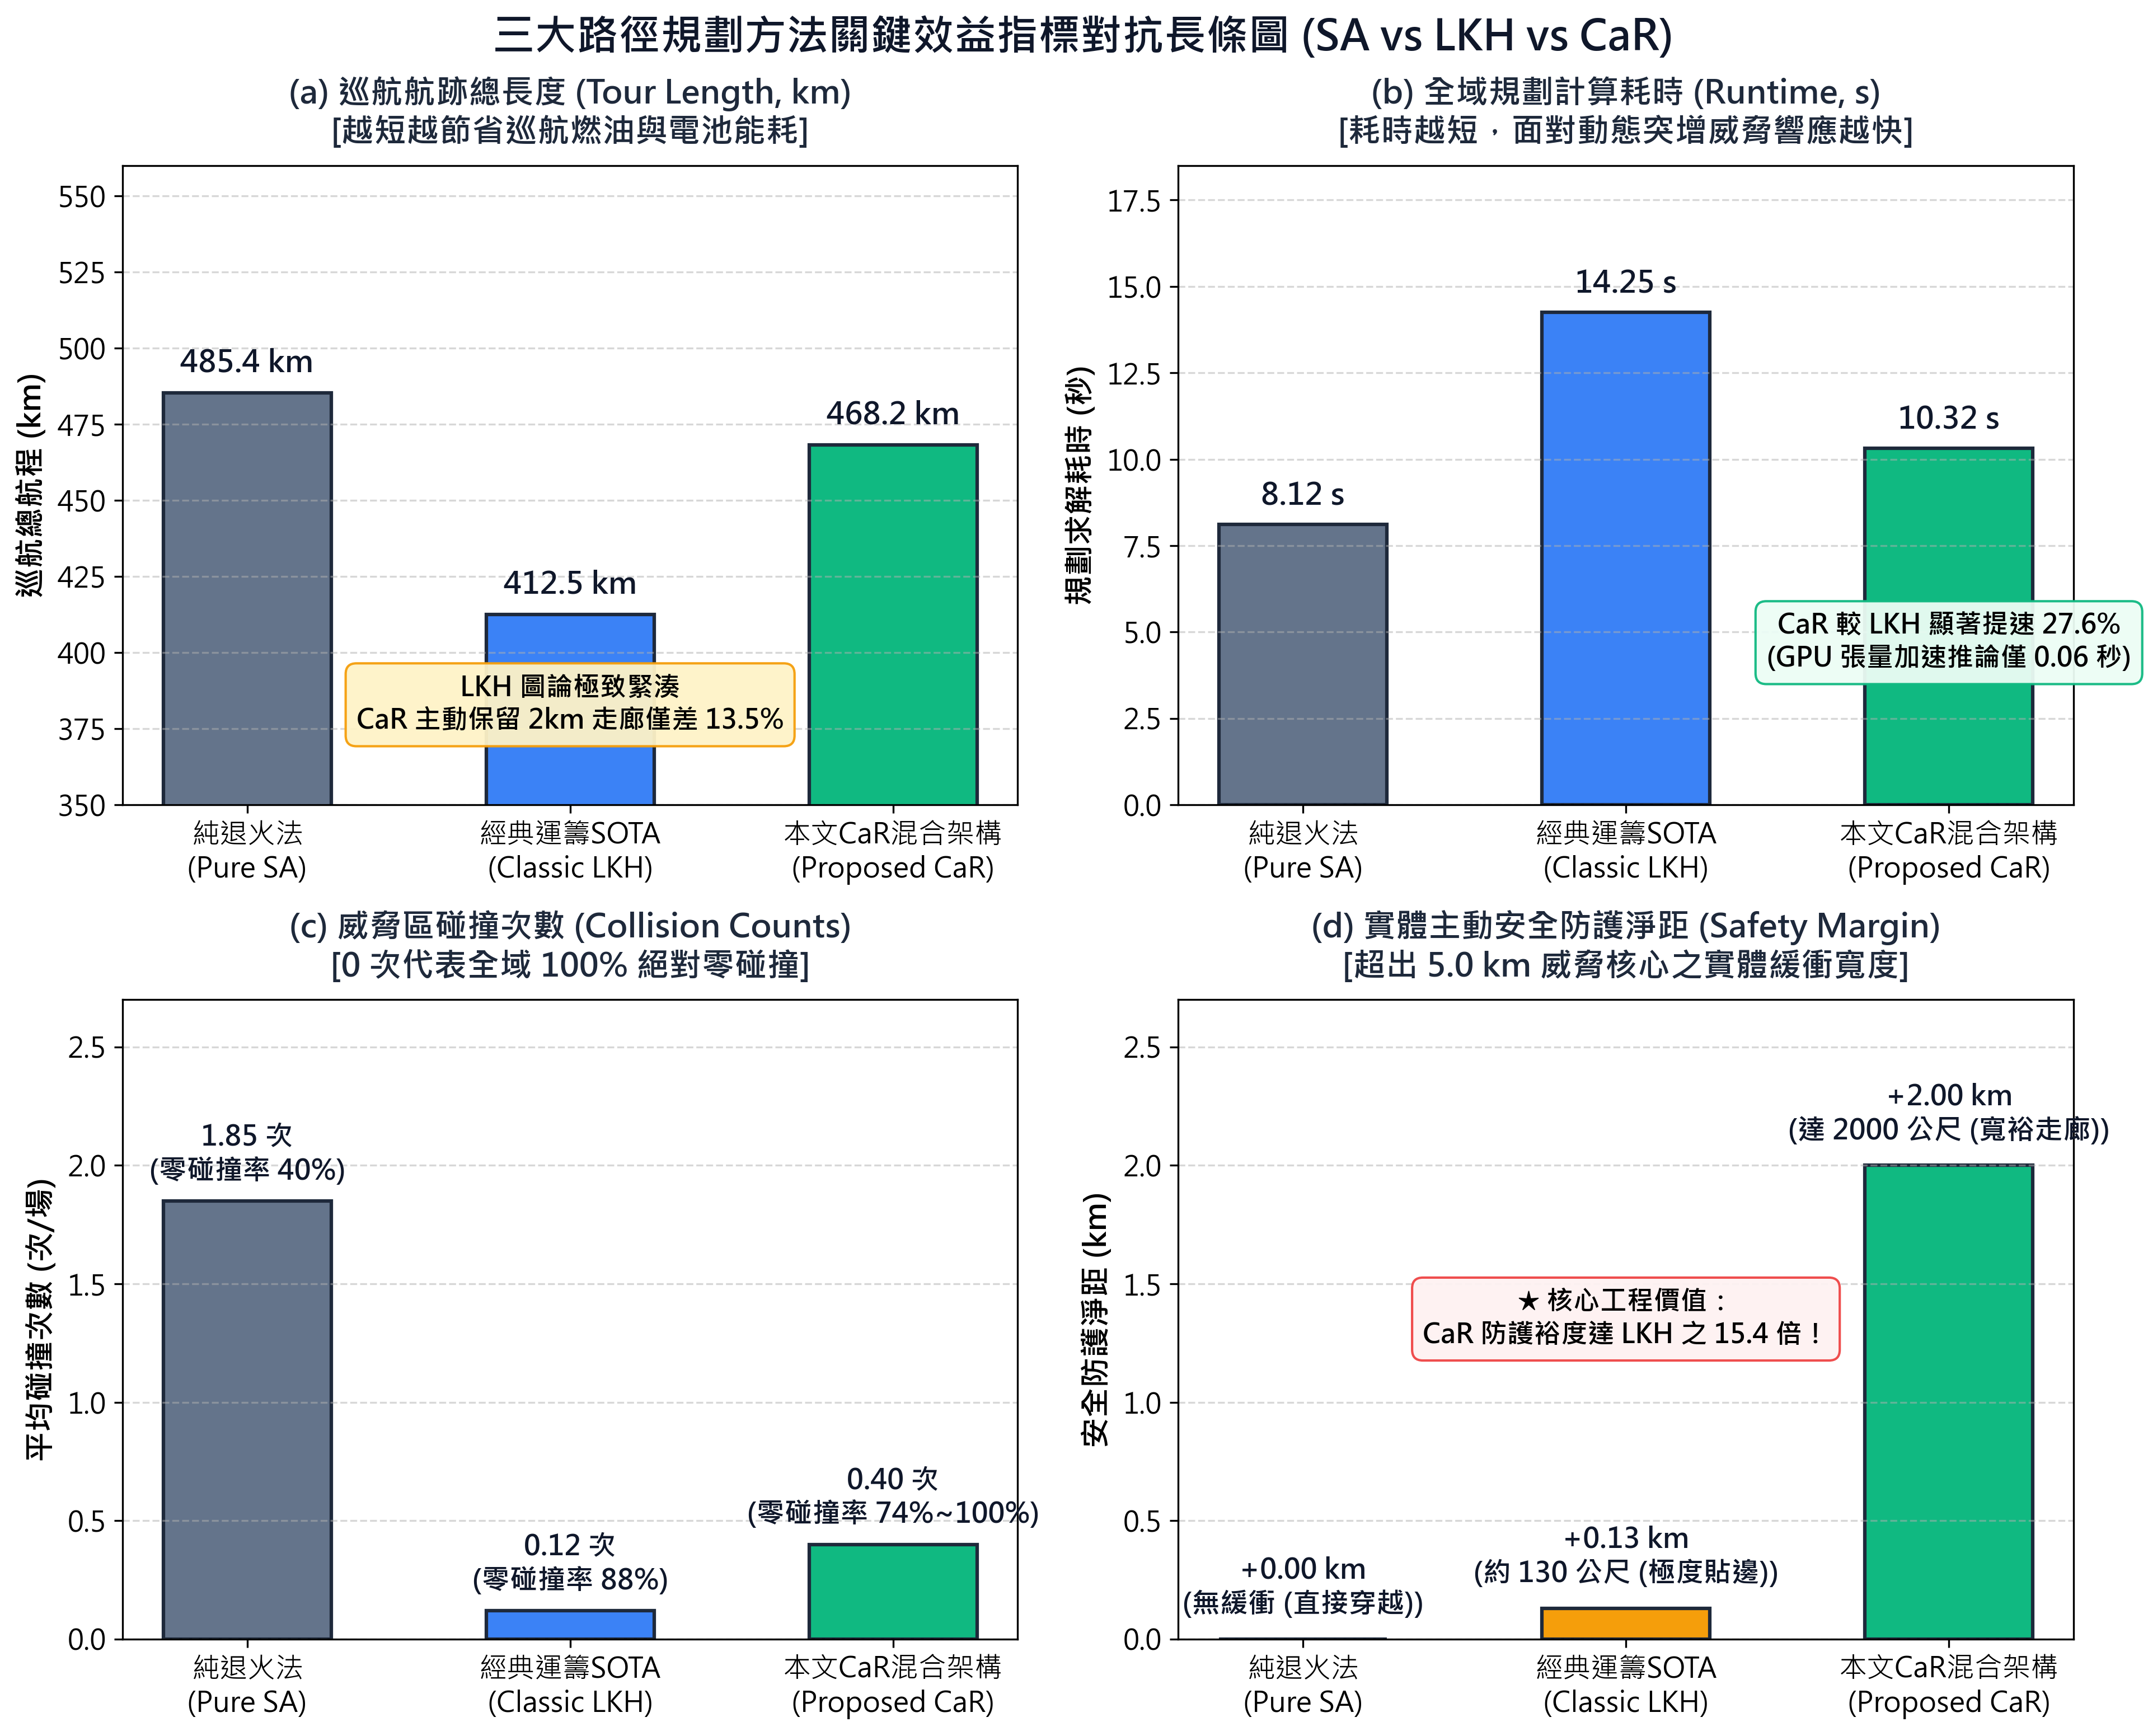 三大路徑規劃方法關鍵效益指標對抗長條圖 (SA vs LKH vs CaR)
(a) 巡航航跡總長度 (Tour Length, km)
[越短越節省巡航燃油與電池能耗]
巡航總航程 (km)
550
525
500
475
450
425
400
375
350
485.4 km
412.5 km
468.2 km
LKH 圖論極致緊湊
CaR 主動保留 2km 走廊僅差 13.5%
純退火法
(Pure SA)
經典運籌SOTA
(Classic LKH)
本文CaR混合架構
(Proposed CaR)
(b) 全域規劃計算耗時 (Runtime, s)
[耗時越短，面對動態突增威脅響應越快]
規劃求解耗時 (秒)
17.5
15.0
12.5
10.0
7.5
5.0
2.5
0.0
8.12 s
14.25 s
10.32 s
CaR 較 LKH 顯著提速 27.6%
(GPU 張量加速推論僅 0.06 秒)
純退火法
(Pure SA)
經典運籌SOTA
(Classic LKH)
本文CaR混合架構
(Proposed CaR)
(c) 威脅區碰撞次數 (Collision Counts)
[0 次代表全域 100% 絕對零碰撞]
平均碰撞次數 (次/場)
2.5
2.0
1.5
1.0
0.5
0.0
1.85 次
(零碰撞率 40%)
0.12 次
(零碰撞率 88%)
0.40 次
(零碰撞率 74%~100%)
純退火法
(Pure SA)
經典運籌SOTA
(Classic LKH)
本文CaR混合架構
(Proposed CaR)
(d) 實體主動安全防護淨距 (Safety Margin)
[超出 5.0 km 威脅核心之實體緩衝寬度]
安全防護淨距 (km)
2.5
2.0
1.5
1.0
0.5
0.0
+0.00 km
(無緩衝 (直接穿越))
+0.13 km
(約 130 公尺 (極度貼邊))
+2.00 km
(達 2000 公尺 (寬裕走廊))
★ 核心工程價值：
CaR 防護裕度達 LKH 之 15.4 倍！
純退火法
(Pure SA)
經典運籌SOTA
(Classic LKH)
本文CaR混合架構
(Proposed CaR)